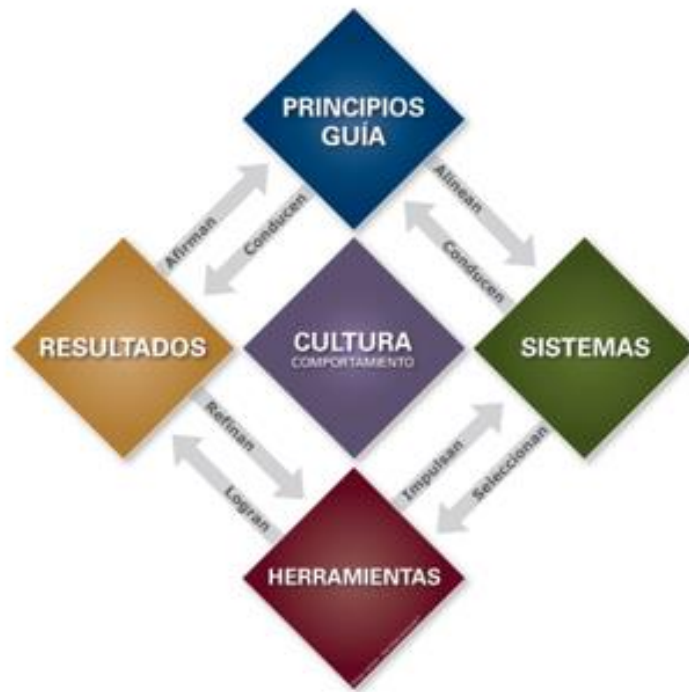 PRINCIPIOS
GUÍA
Afirman
Conducen
Alinean
Conducen
RESULTADOS
CULTURA
COMPORTAMIENTO
SISTEMAS
Refinan
Logran
Impulsan
Seleccionan
HERRAMIENTAS